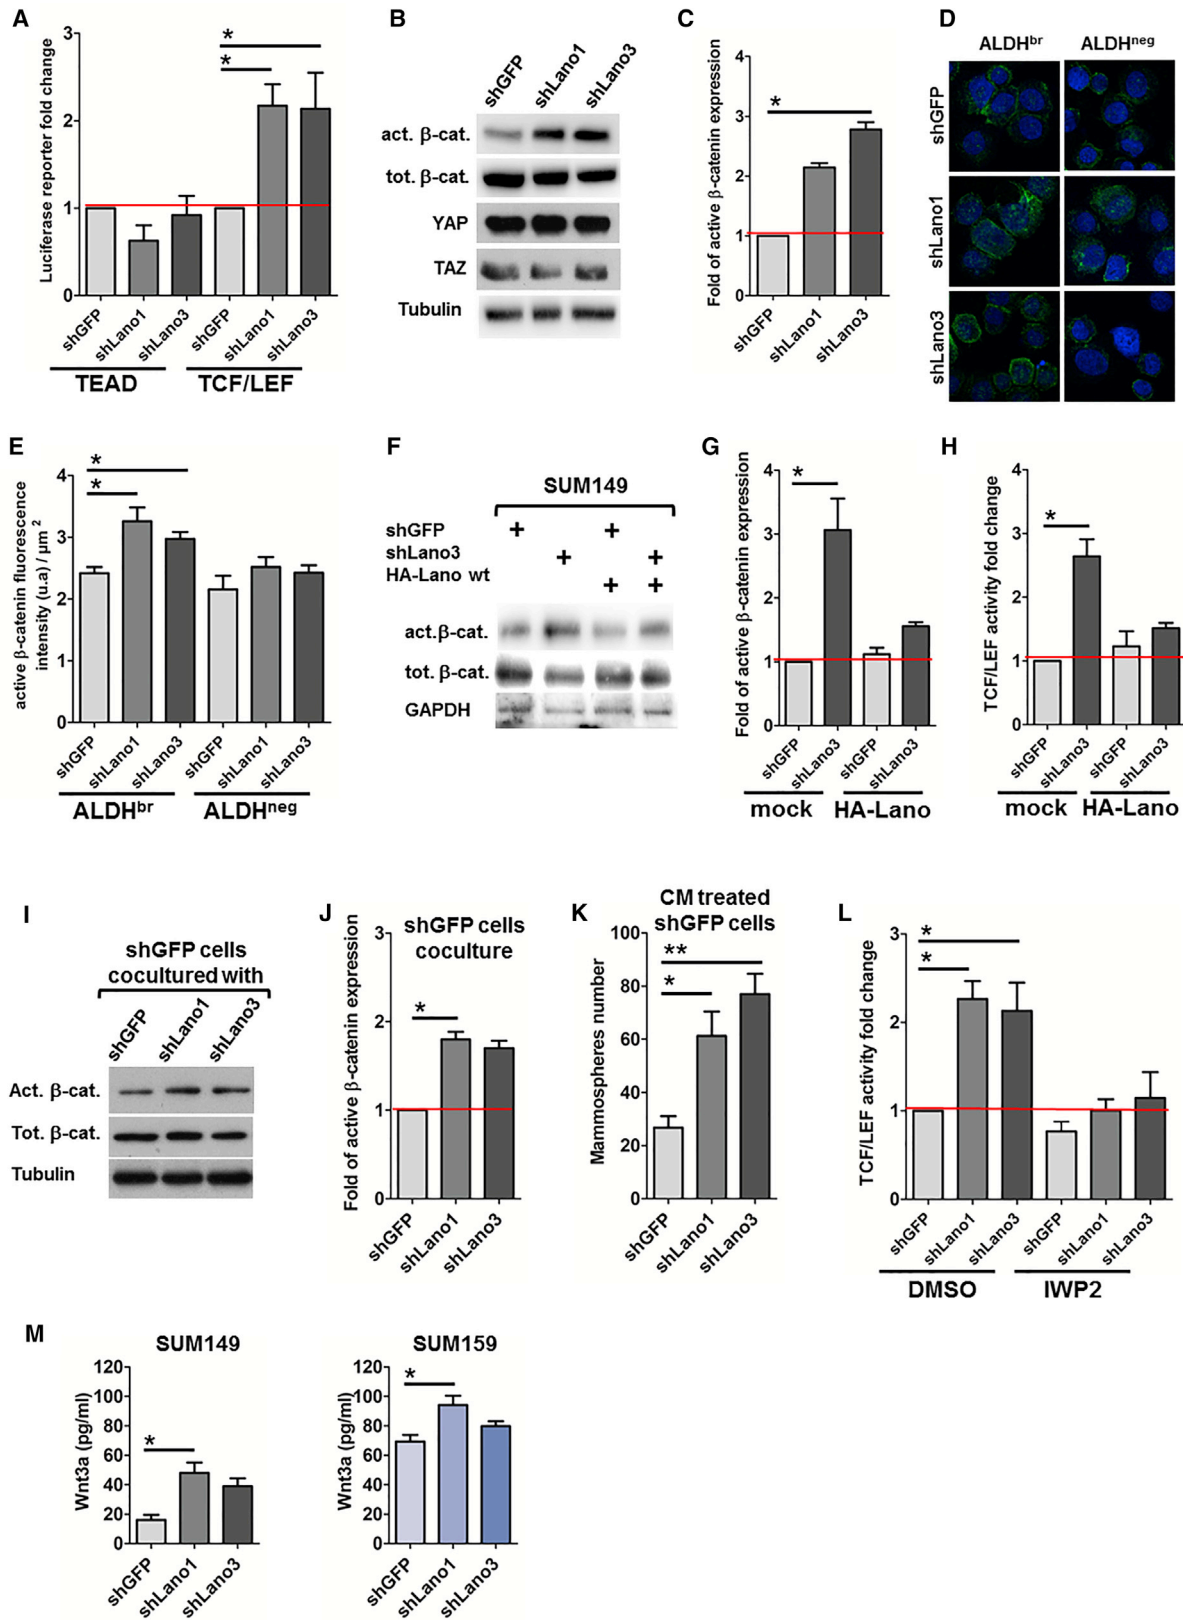 A
Luciferase reporter fold change
3
2
1
0
*
*
shGFP
shLano1
shLano3
shGFP
shLano1
shLano3
TEAD
TCF/LEF
B
shGFP
shLano1
shLano3
act. β-cat.
tot. β-cat.
YAP
TAZ
Tubulin
C
Fold of active β-catenin expression
4
3
2
1
0
*
shGFP
shLano1
shLano3
D
ALDHbr
ALDHneg
shGFP
shLano1
shLano3
E
active β-catenin fluorescence
intensity (u.a) / µm2
4
3
2
1
0
*
*
shGFP
shLano1
shLano3
shGFP
shLano1
shLano3
ALDHbr
ALDHneg
F
SUM149
shGFP + +
shLano3 + +
HA-Lano wt + +
act.β-cat.
tot. β-cat.
GAPDH
G
Fold of active β-catenin expression
4
3
2
1
0
*
shGFP
shLano3
shGFP
shLano3
mock
HA-Lano
H
TCF/LEF activity fold change
4
3
2
1
0
*
shGFP
shLano3
shGFP
shLano3
mock
HA-Lano
I
shGFP cells
cocultured with
shGFP
shLano1
shLano3
Act. β-cat.
Tot. β-cat.
Tubulin
J
shGFP cells
coculture
Fold of active β-catenin expression
3
2
1
0
*
shGFP
shLano1
shLano3
K
CM treated
shGFP cells
Mammospheres number
100
80
60
40
20
0
**
*
shGFP
shLano1
shLano3
L
TCF/LEF activity fold change
3
2
1
0
*
*
shGFP
shLano1
shLano3
shGFP
shLano1
shLano3
DMSO
IWP2
M
SUM149
Wnt3a (pg/ml)
120
100
80
60
40
20
0
*
shGFP
shLano1
shLano3
SUM159
Wnt3a (pg/ml)
120
100
80
60
40
20
0
*
shGFP
shLano1
shLano3